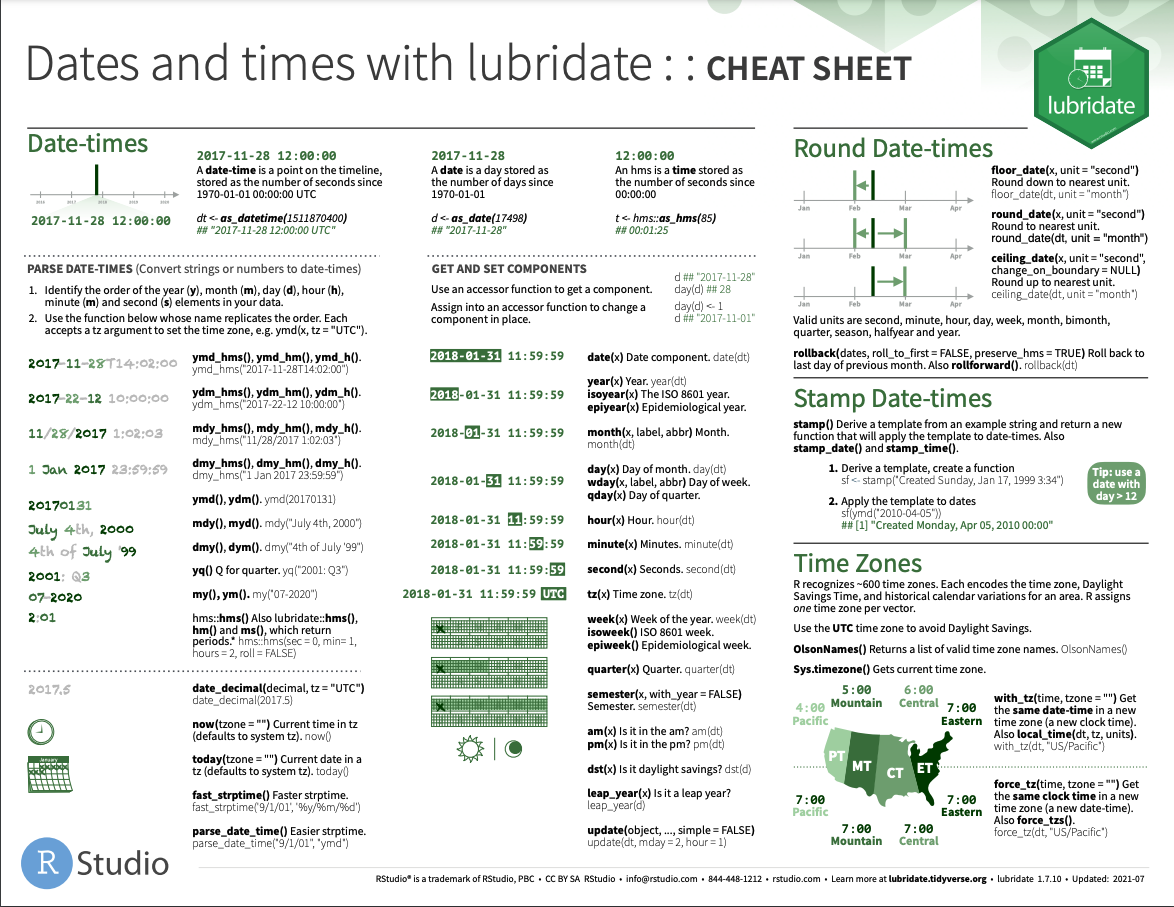 Dates and times with lubridate : : CHEAT SHEET
lubridate
Date-times
2016 2017 2018 2019 2020
2017-11-28 12:00:00
2017-11-28 12:00:00
A date-time is a point on the timeline,
stored as the number of seconds since
1970-01-01 00:00:00 UTC
dt <- as_datetime(1511870400)
## "2017-11-28 12:00:00 UTC"
2017-11-28
A date is a day stored as
the number of days since
1970-01-01
d <- as_date(17498)
## "2017-11-28"
12:00:00
An hms is a time stored as
the number of seconds since
00:00:00
t <- hms::as_hms(85)
## 00:01:25
PARSE DATE-TIMES (Convert strings or numbers to date-times)
1. Identify the order of the year (y), month (m), day (d), hour (h),
minute (m) and second (s) elements in your data.
2. Use the function below whose name replicates the order. Each
accepts a tz argument to set the time zone, e.g. ymd(x, tz = "UTC").
2017-11-28T14:02:00
ymd_hms(), ymd_hm(), ymd_h().
ymd_hms("2017-11-28T14:02:00")
2017-22-12 10:00:00
ydm_hms(), ydm_hm(), ydm_h().
ydm_hms("2017-22-12 10:00:00")
11/28/2017 1:02:03
mdy_hms(), mdy_hm(), mdy_h().
mdy_hms("11/28/2017 1:02:03")
1 Jan 2017 23:59:59
dmy_hms(), dmy_hm(), dmy_h().
dmy_hms("1 Jan 2017 23:59:59")
20170131
ymd(), ydm(). ymd(20170131)
July 4th, 2000
mdy(), myd(). mdy("July 4th, 2000")
4th of July '99
dmy(), dym(). dmy("4th of July '99")
2001: Q3
yq() Q for quarter. yq("2001: Q3")
07-2020
my(), ym(). my("07-2020")
2:01
hms::hms() Also lubridate::hms(),
hm() and ms(), which return
periods.* hms::hms(sec = 0, min= 1,
hours = 2, roll = FALSE)
2017.5
date_decimal(decimal, tz = "UTC")
date_decimal(2017.5)
now(tzone = "") Current time in tz
(defaults to system tz). now()
January
today(tzone = "") Current date in a
tz (defaults to system tz). today()
fast_strptime() Faster strptime.
fast_strptime('9/1/01', '%y/%m/%d')
parse_date_time() Easier strptime.
parse_date_time("9/1/01", "ymd")
GET AND SET COMPONENTS
Use an accessor function to get a component.
Assign into an accessor function to change a
component in place.
d ## "2017-11-28"
day(d) ## 28
day(d) <- 1
d ## "2017-11-01"
2018-01-31 11:59:59
date(x) Date component. date(dt)
2018-01-31 11:59:59
year(x) Year. year(dt)
isoyear(x) The ISO 8601 year.
epiyear(x) Epidemiological year.
2018-01-31 11:59:59
month(x, label, abbr) Month.
month(dt)
2018-01-31 11:59:59
day(x) Day of month. day(dt)
wday(x, label, abbr) Day of week.
qday(x) Day of quarter.
2018-01-31 11:59:59
hour(x) Hour. hour(dt)
2018-01-31 11:59:59
minute(x) Minutes. minute(dt)
2018-01-31 11:59:59
second(x) Seconds. second(dt)
2018-01-31 11:59:59 UTC
tz(x) Time zone. tz(dt)
week(x) Week of the year. week(dt)
isoweek() ISO 8601 week.
epiweek() Epidemiological week.
quarter(x) Quarter. quarter(dt)
semester(x, with_year = FALSE)
Semester. semester(dt)
am(x) Is it in the am? am(dt)
pm(x) Is it in the pm? pm(dt)
dst(x) Is it daylight savings? dst(d)
leap_year(x) Is it a leap year?
leap_year(d)
update(object, ..., simple = FALSE)
update(dt, mday = 2, hour = 1)
Round Date-times
Jan Feb Mar Apr
floor_date(x, unit = "second")
Round down to nearest unit.
floor_date(dt, unit = "month")
Jan Feb Mar Apr
round_date(x, unit = "second")
Round to nearest unit.
round_date(dt, unit = "month")
Jan Feb Mar Apr
ceiling_date(x, unit = "second",
change_on_boundary = NULL)
Round up to nearest unit.
ceiling_date(dt, unit = "month")
Valid units are second, minute, hour, day, week, month, bimonth,
quarter, season, halfyear and year.
rollback(dates, roll_to_first = FALSE, preserve_hms = TRUE) Roll back to
last day of previous month. Also rollforward(). rollback(dt)
Stamp Date-times
stamp() Derive a template from an example string and return a new
function that will apply the template to date-times. Also
stamp_date() and stamp_time().
1. Derive a template, create a function
sf <- stamp("Created Sunday, Jan 17, 1999 3:34")
2. Apply the template to dates
sf(ymd("2010-04-05"))
## [1] "Created Monday, Apr 05, 2010 00:00"
Tip: use a
date with
day > 12
Time Zones
R recognizes ~600 time zones. Each encodes the time zone, Daylight
Savings Time, and historical calendar variations for an area. R assigns
one time zone per vector.
Use the UTC time zone to avoid Daylight Savings.
OlsonNames() Returns a list of valid time zone names. OlsonNames()
Sys.timezone() Gets current time zone.
4:00
Pacific
5:00
Mountain
6:00
Central
7:00
Eastern
PT MT CT ET
7:00
Pacific
7:00
Mountain
7:00
Central
7:00
Eastern
with_tz(time, tzone = "") Get
the same date-time in a new
time zone (a new clock time).
Also local_time(dt, tz, units).
with_tz(dt, "US/Pacific")
force_tz(time, tzone = "") Get
the same clock time in a new
time zone (a new date-time).
Also force_tzs().
force_tz(dt, "US/Pacific")
R Studio
RStudio® is a trademark of RStudio, PBC • CC BY SA RStudio • info@rstudio.com • 844-448-1212 • rstudio.com • Learn more at lubridate.tidyverse.org • lubridate 1.7.10 • Updated: 2021-07